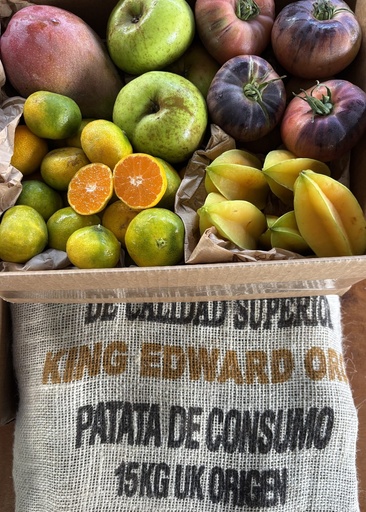 DE CALIDAD SUPERIOR
KING EDWARD OR
PATATA DE CONSUMO
15KG UK ORIGEN